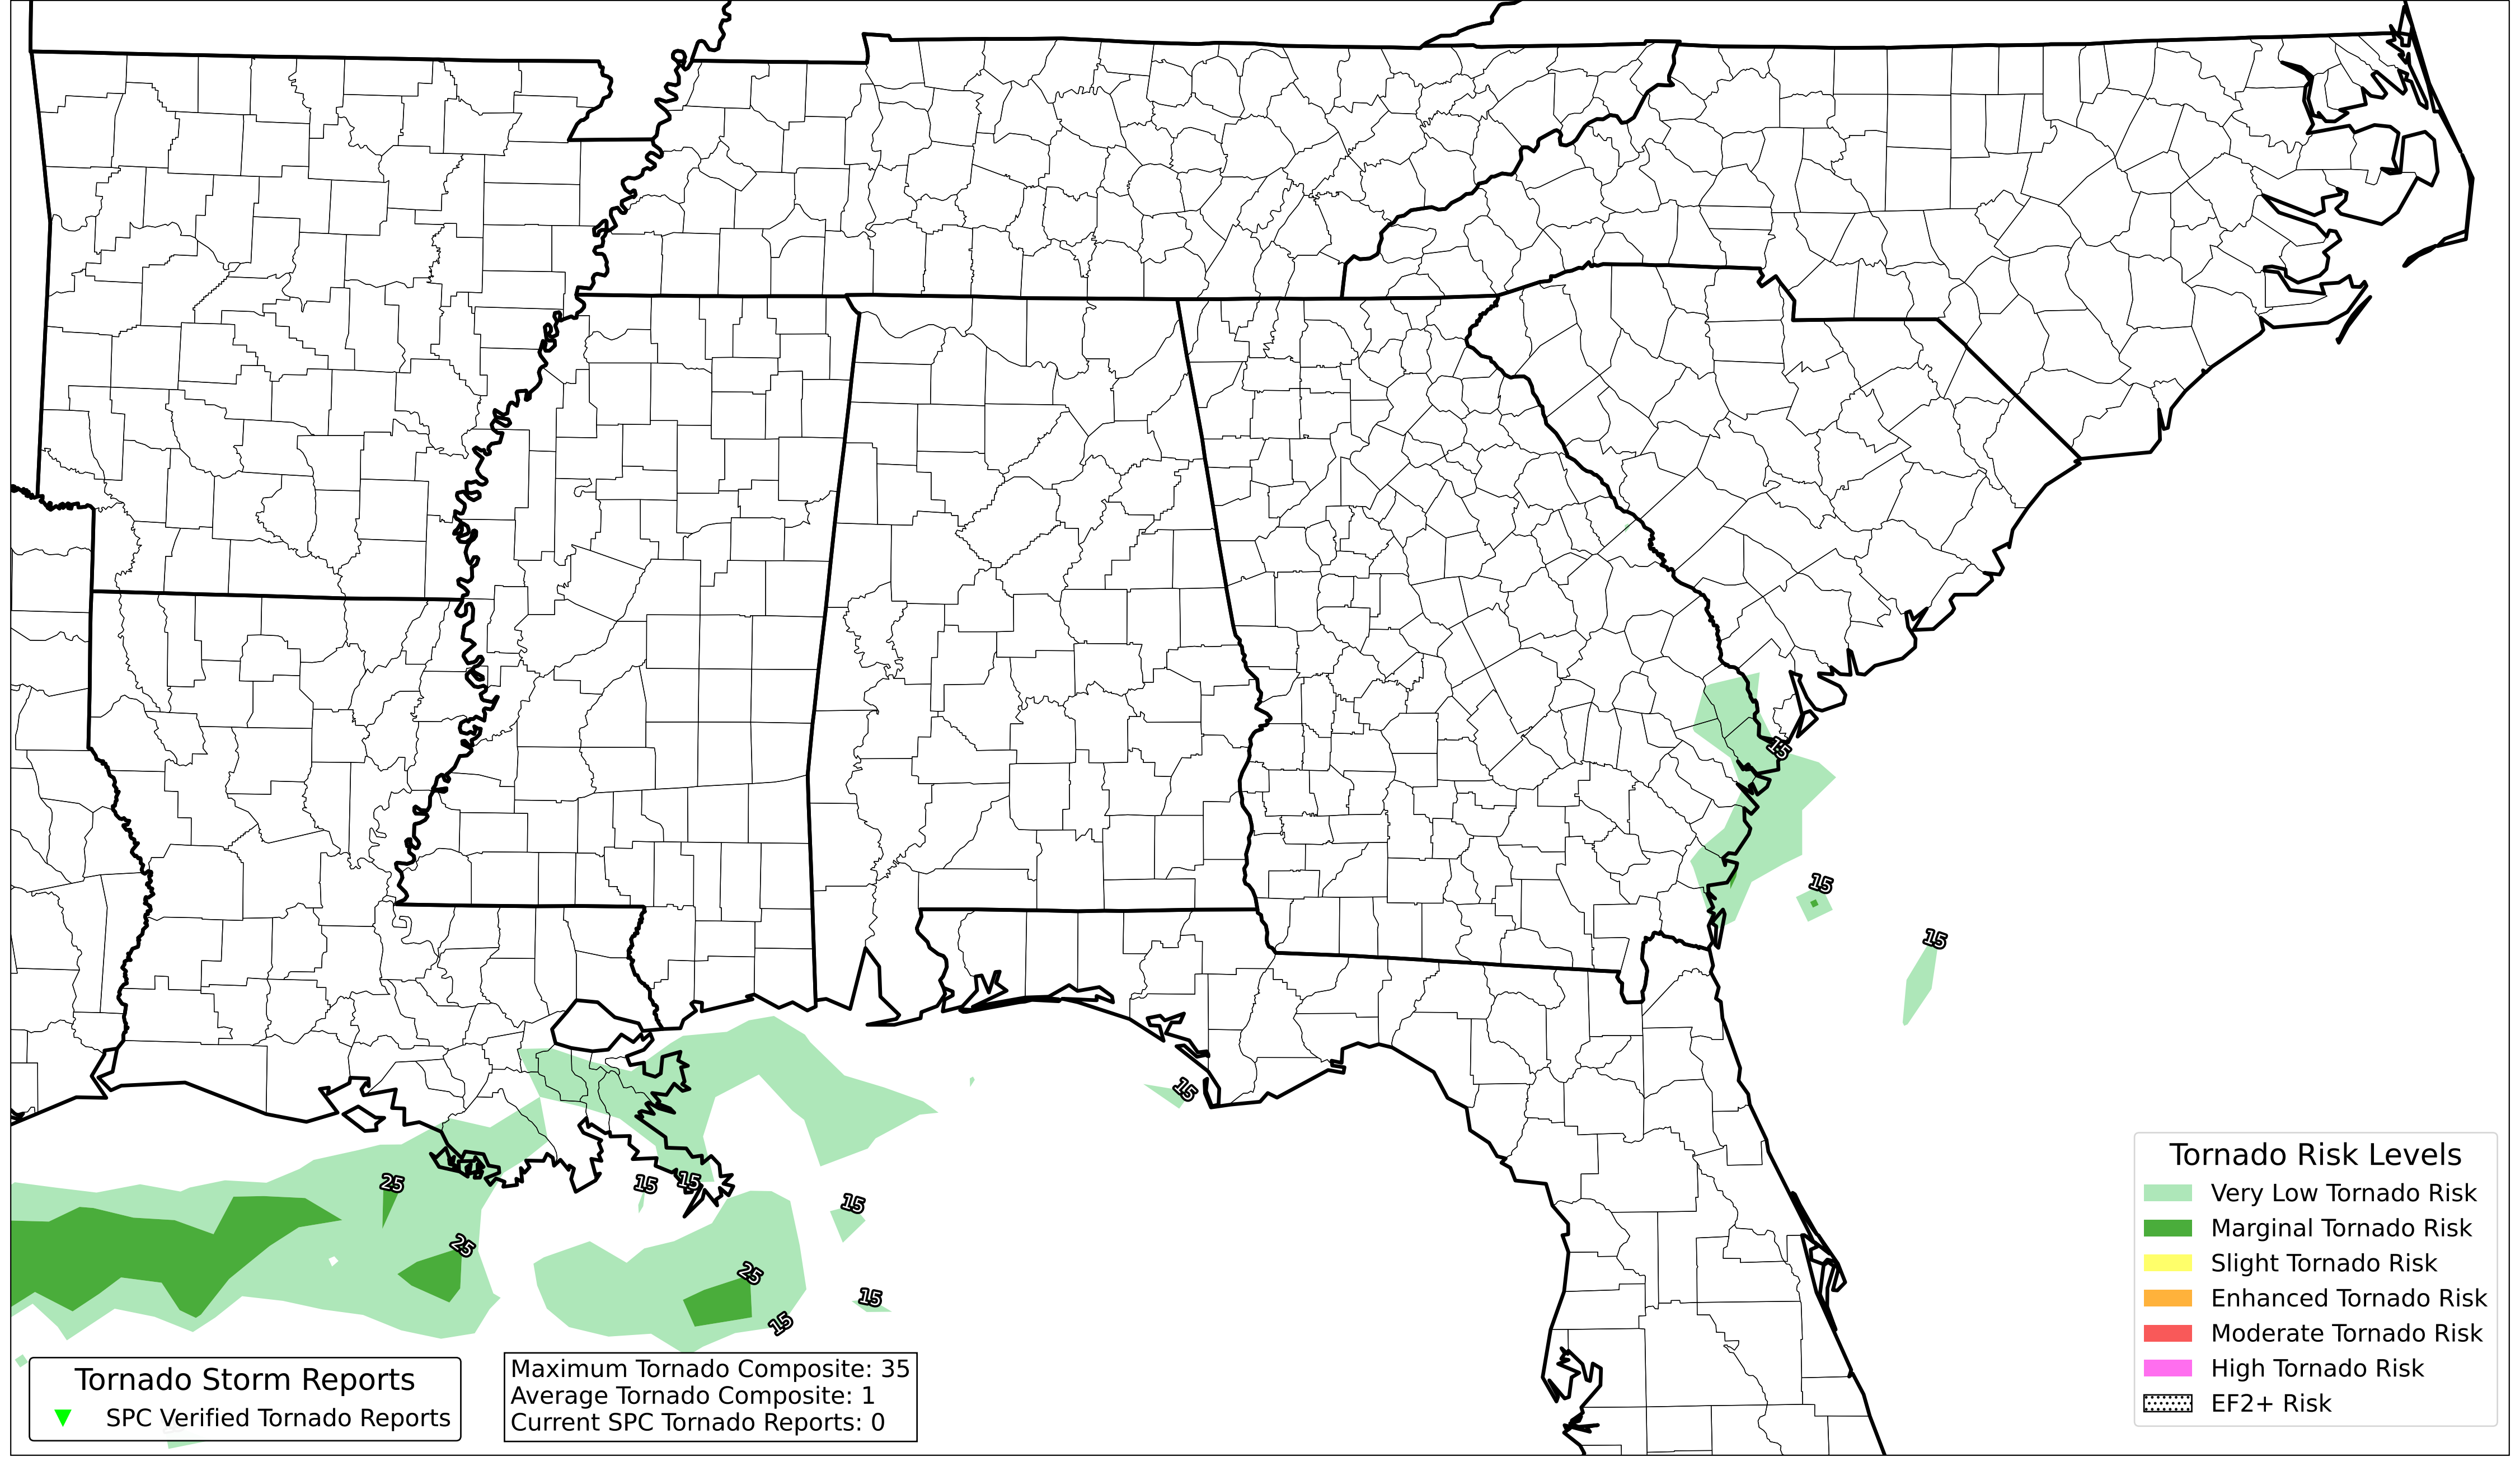 15
15
15
15
25
15
15
15
25
25
15
15
Tornado Risk Levels
Very Low Tornado Risk
Marginal Tornado Risk
Slight Tornado Risk
Enhanced Tornado Risk
Moderate Tornado Risk
High Tornado Risk
EF2+ Risk
Tornado Storm Reports
SPC Verified Tornado Reports
Maximum Tornado Composite: 35
Average Tornado Composite: 1
Current SPC Tornado Reports: 0